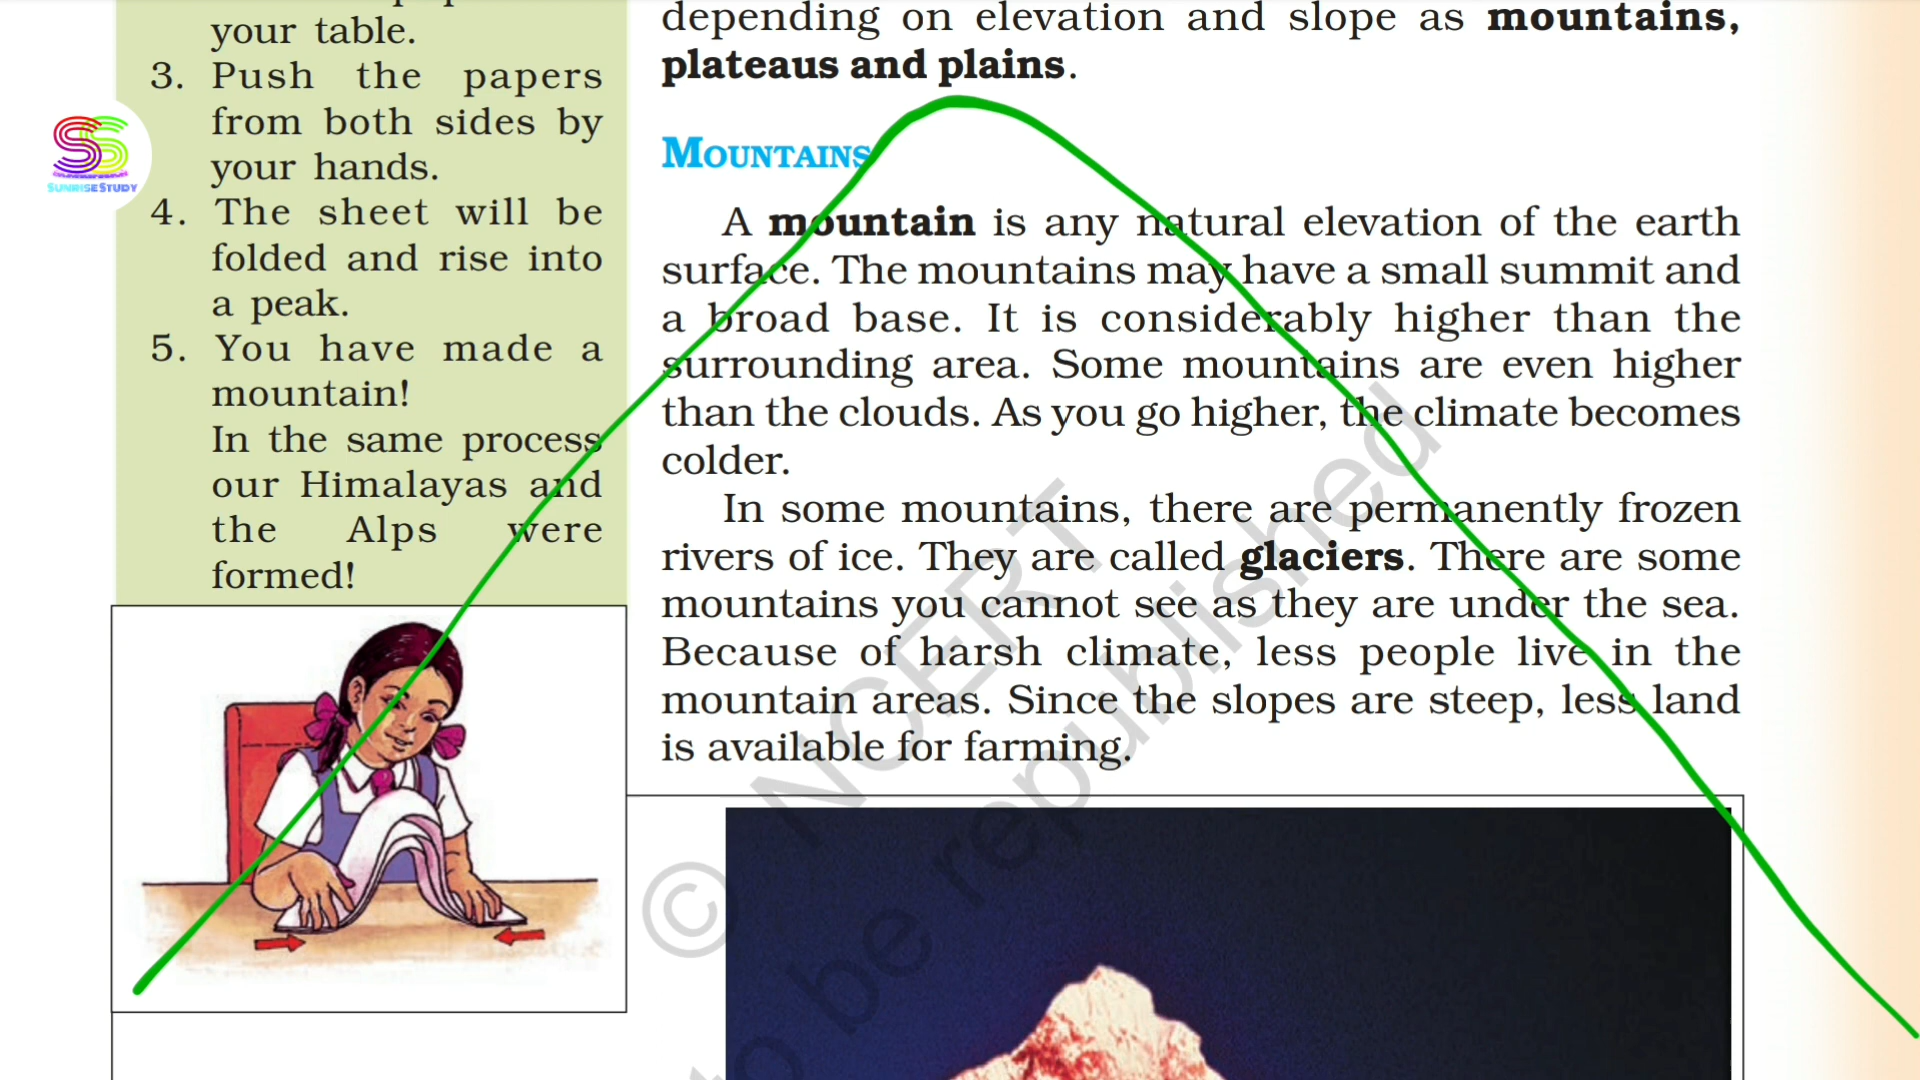 your table.
3. Push the papers
from both sides by
your hands.
4. The sheet will be
folded and rise into
a peak.
5. You have made a
mountain!
In the same process
our Himalayas and
the Alps were
formed!
SUNRISE STUDY
depending on elevation and slope as mountains,
plateaus and plains.
MOUNTAINS
A mountain is any natural elevation of the earth
surface. The mountains may have a small summit and
a broad base. It is considerably higher than the
surrounding area. Some mountains are even higher
than the clouds. As you go higher, the climate becomes
colder.
In some mountains, there are permanently frozen
rivers of ice. They are called glaciers. There are some
mountains you cannot see as they are under the sea.
Because of harsh climate, less people live in the
mountain areas. Since the slopes are steep, less land
is available for farming.
© NCERT
to be republished